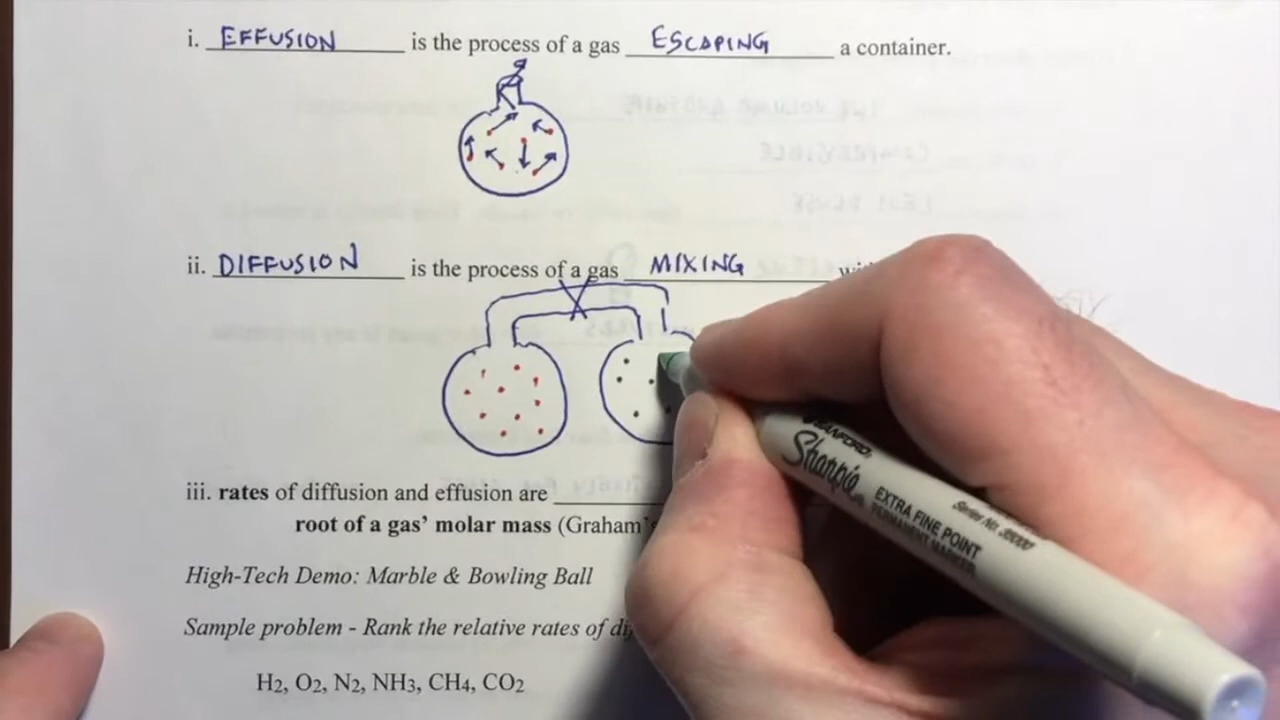 i. EFFUSION is the process of a gas ESCAPING a container.
ii. DIFFUSION is the process of a gas MIXING
iii. rates of diffusion and effusion are
root of a gas’ molar mass (Graham's
High-Tech Demo: Marble & Bowling Ball
Sample problem - Rank the relative rates of
H2, O2, N2, NH3, CH4, CO2
SANFORD
Sharpie
EXTRA FINE POINT
PERMANENT MARKER